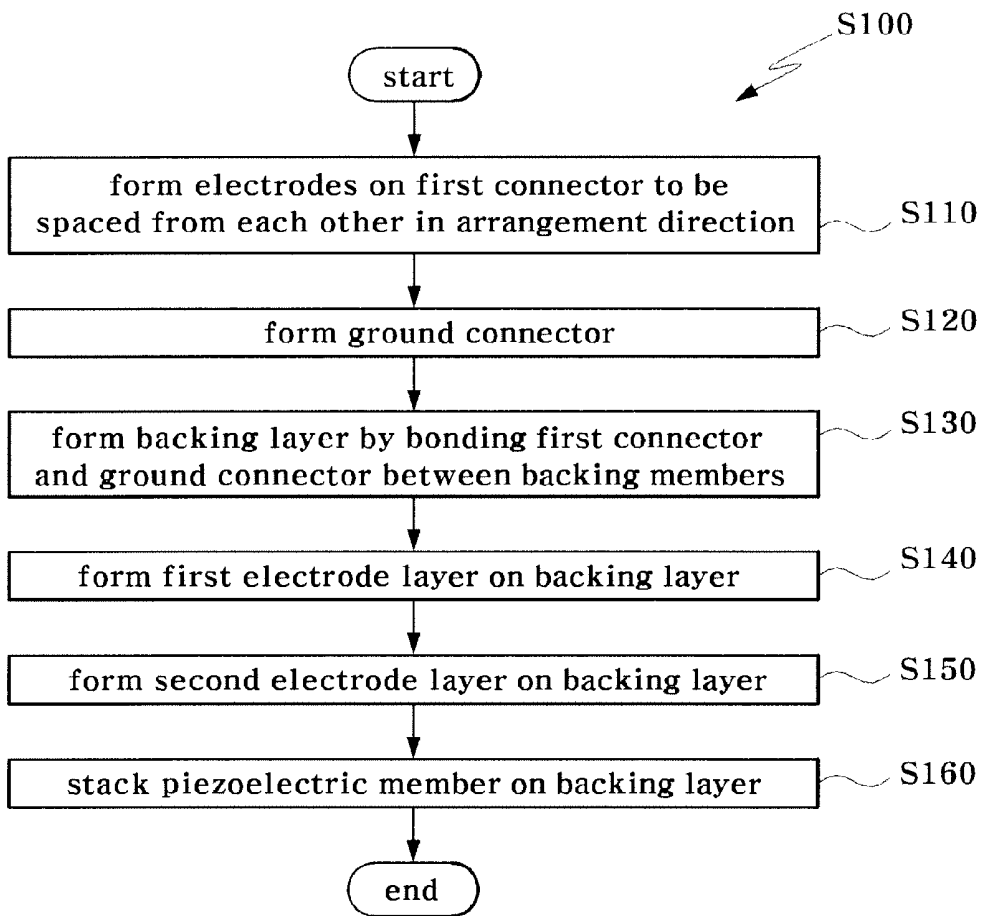 S100
start
form electrodes on first connector to be
spaced from each other in arrangement direction
S110
form ground connector
S120
form backing layer by bonding first connector
and ground connector between backing members
S130
form first electrode layer on backing layer
S140
form second electrode layer on backing layer
S150
stack piezoelectric member on backing layer
S160
end